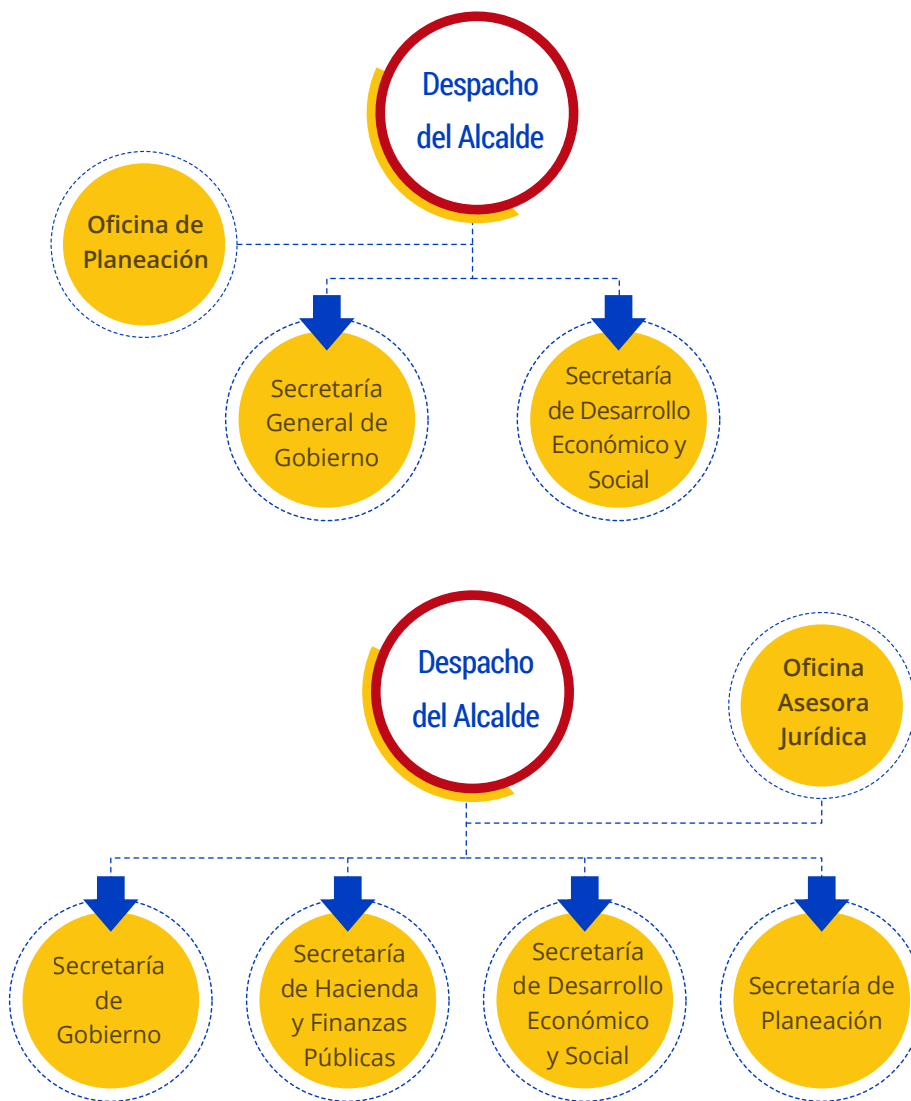 Despacho
del Alcalde
Oficina de
Planeación
Secretaría
General de
Gobierno
Secretaría
de Desarrollo
Económico y
Social
Despacho
del Alcalde
Oficina
Asesora
Jurídica
Secretaría
de
Gobierno
Secretaría
de Hacienda
y Finanzas
Públicas
Secretaría
de Desarrollo
Económico
y Social
Secretaría de
Planeación